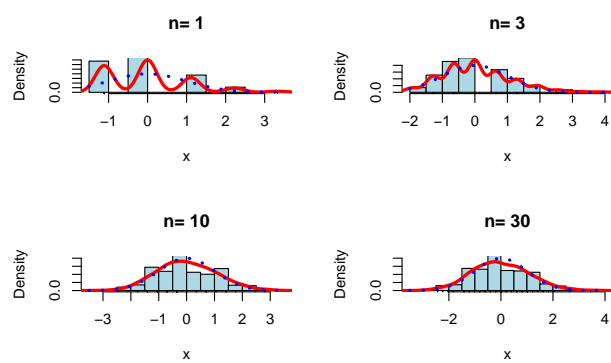 n= 1
Density
0.0
−1 0 1 2 3
x
n= 3
Density
0.0
−2 −1 0 1 2 3 4
x
n= 10
Density
0.0
−3 −1 0 1 2 3
x
n= 30
Density
0.0
−2 0 2 4
x